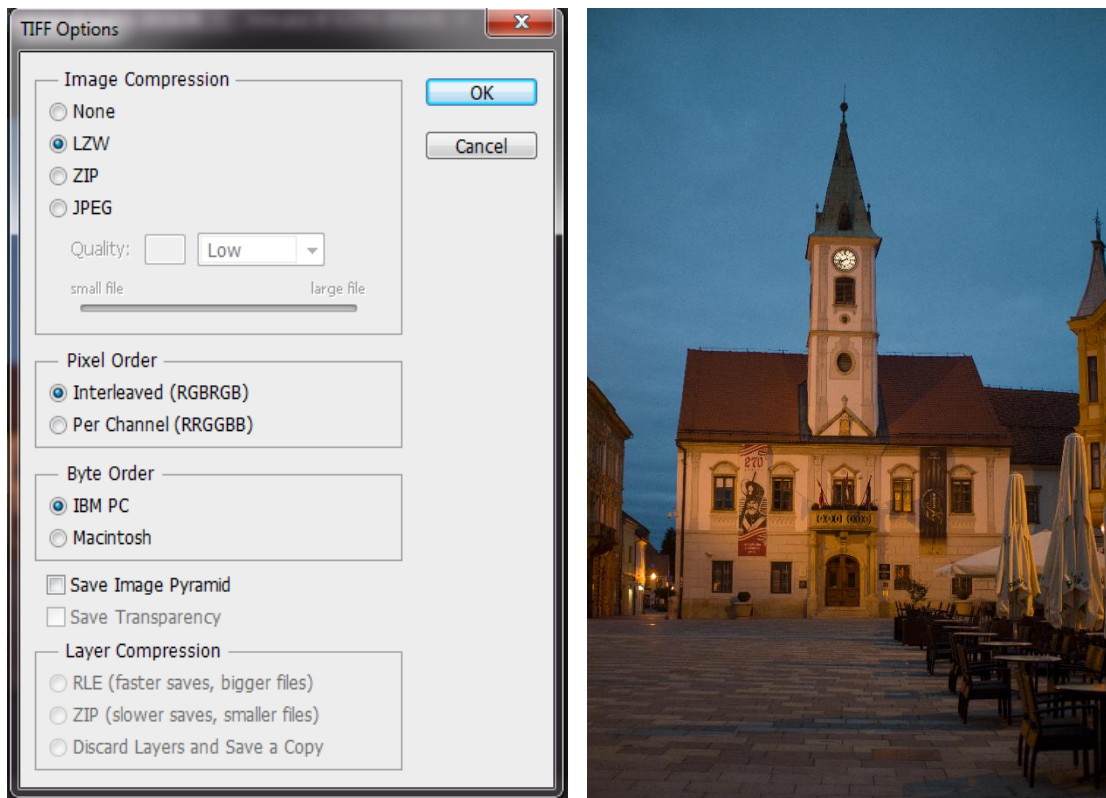 TIFF Options
Image Compression
None
LZW
ZIP
JPEG
Quality:
Low
small file
large file
Pixel Order
Interleaved (RGBRGB)
Per Channel (RRGGBB)
Byte Order
IBM PC
Macintosh
Save Image Pyramid
Save Transparency
Layer Compression
RLE (faster saves, bigger files)
ZIP (slower saves, smaller files)
Discard Layers and Save a Copy
OK
Cancel
270